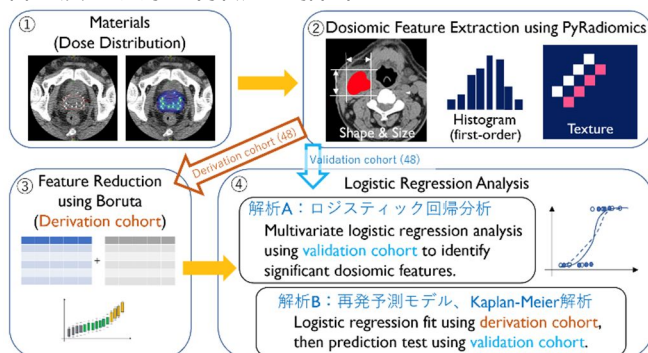 ①
Materials
(Dose Distribution)
② Dosiomic Feature Extraction using PyRadiomics
Shape & Size
Histogram
(first-order)
Texture
Derivation cohort (48)
Validation cohort (48)
③ Feature Reduction
using Boruta
(Derivation cohort)
+
④ Logistic Regression Analysis
解析A：ロジスティック回帰分析
Multivariate logistic regression analysis
using validation cohort to identify
significant dosiomic features.
解析B：再発予測モデル、Kaplan-Meier解析
Logistic regression fit using derivation cohort,
then prediction test using validation cohort.